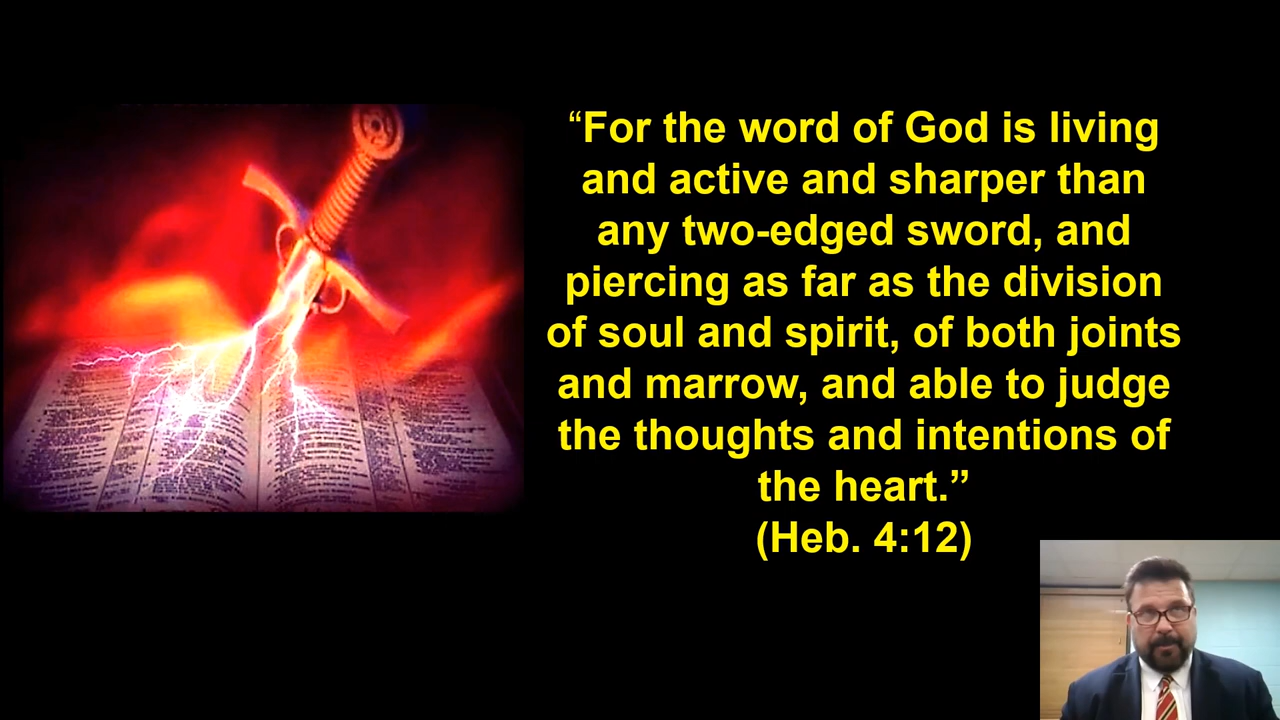 “For the word of God is living
and active and sharper than
any two-edged sword, and
piercing as far as the division
of soul and spirit, of both joints
and marrow, and able to judge
the thoughts and intentions of
the heart.”
(Heb. 4:12)